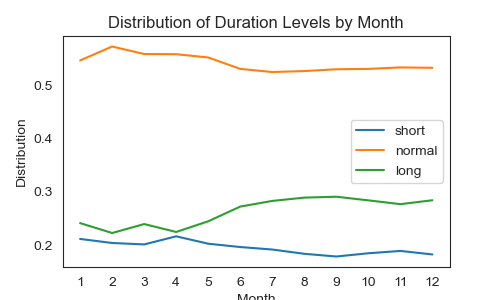 Distribution of Duration Levels by Month
0.5
0.4
0.3
0.2
Distribution
short
normal
long
1 2 3 4 5 6 7 8 9 10 11 12
Month